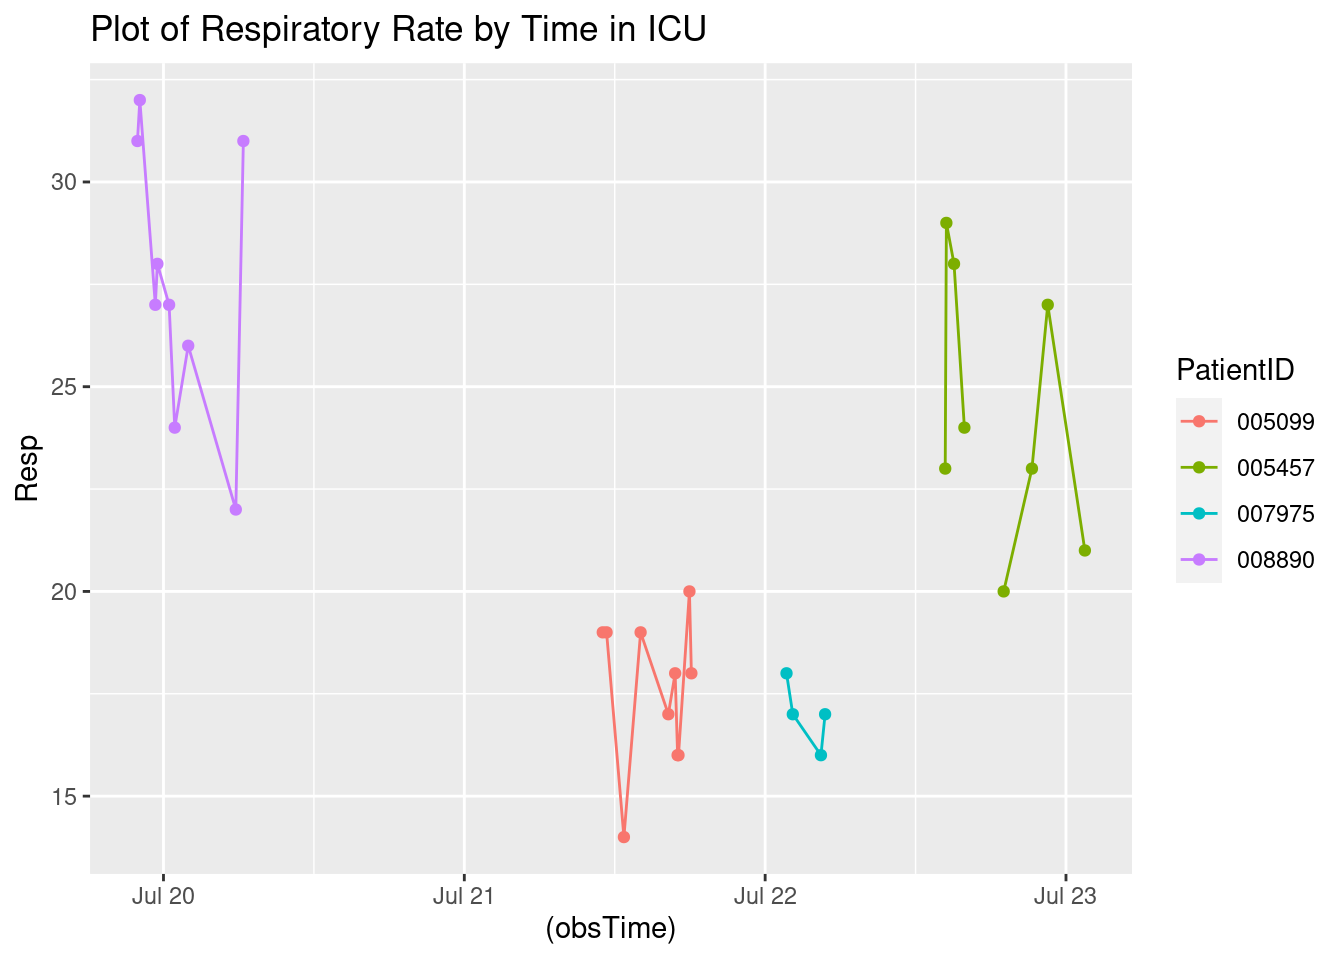 Plot of Respiratory Rate by Time in ICU
30
25
20
15
Resp
Jul 20
Jul 21
Jul 22
Jul 23
(obsTime)
PatientID
005099
005457
007975
008890